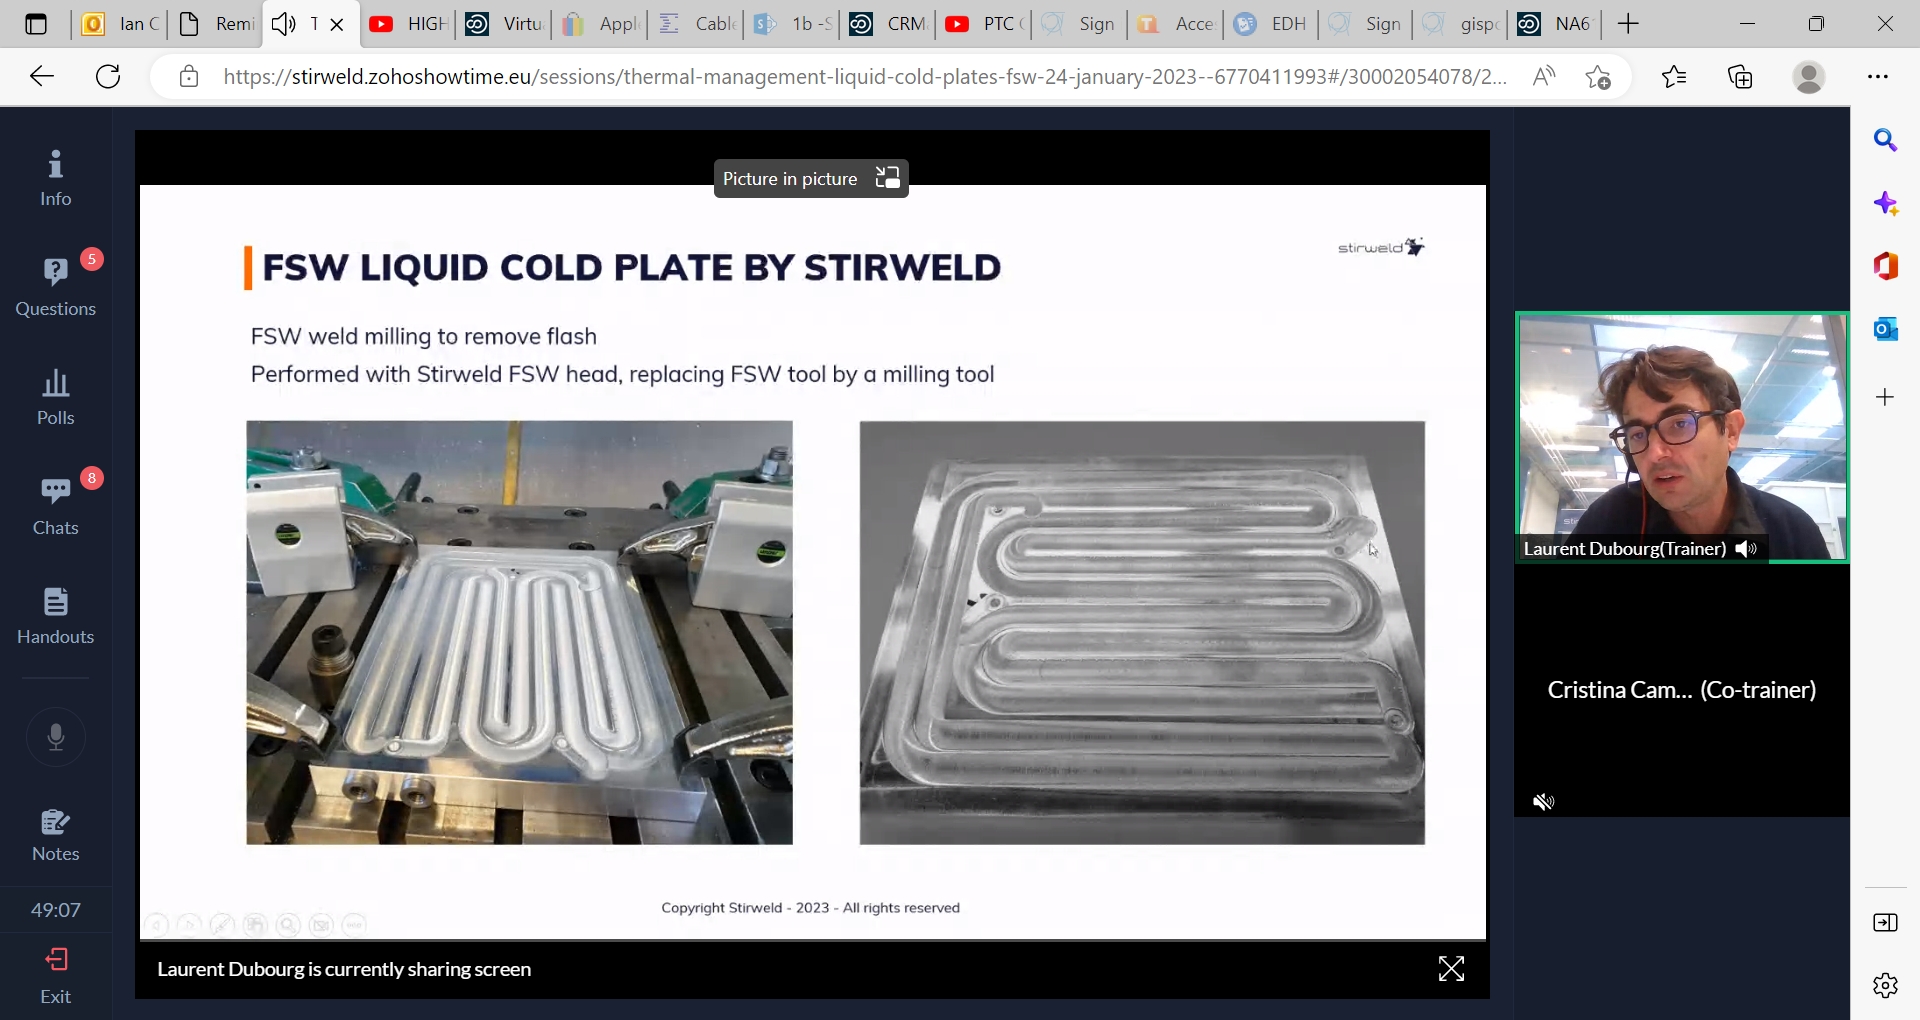 Ian C
Remi
T
HIGH
Virtu
Apple
Cable
1b -S
CRM
PTC
Sign
Acce
EDH
Sign
gisp
NA6
https://stirweld.zohoshowtime.eu/sessions/thermal-management-liquid-cold-plates-fsw-24-january-2023--6770411993#/30002054078/2...
Info
5
Questions
Polls
8
Chats
Handouts
Notes
49:07
Exit
Picture in picture
FSW LIQUID COLD PLATE BY STIRWELD
stirweld
FSW weld milling to remove flash
Performed with Stirweld FSW head, replacing FSW tool by a milling tool
Copyright Stirweld - 2023 - All rights reserved
Laurent Dubourg is currently sharing screen
Laurent Dubourg(Trainer)
Cristina Cam... (Co-trainer)